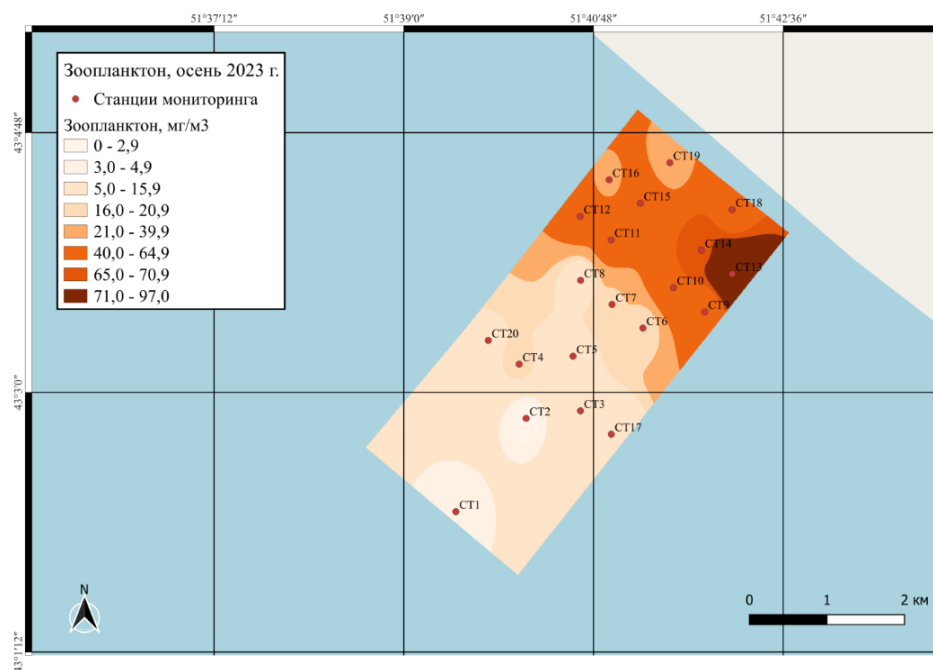 51°37'12" 51°39'0" 51°40'48" 51°42'36"
Зоопланктон, осень 2023 г.
Станции мониторинга
Зоопланктон, мг/м3
0 - 2,9
3,0 - 4,9
5,0 - 15,9
16,0 - 20,9
21,0 - 39,9
40,0 - 64,9
65,0 - 70,9
71,0 - 97,0
43°4'48"
43°3'0"
43°1'12"
СТ19
СТ16
СТ15
СТ18
СТ12
СТ11
СТ14
СТ13
СТ8
СТ10
СТ7
СТ9
СТ6
СТ20
СТ5
СТ4
СТ3
СТ2
СТ17
СТ1
N
0 1 2 км